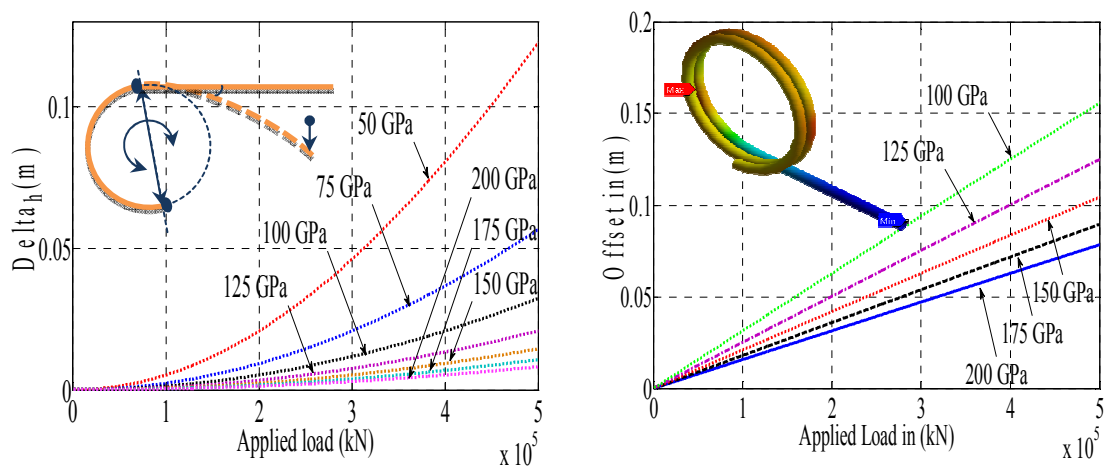 0.1
0.05
0
D e l t a h ( m )
50 GPa
75 GPa
100 GPa
125 GPa
200 GPa
175 GPa
150 GPa
0 1 2 3 4 5
Applied load (kN)
x 10^5
0.2
0.15
0.1
0.05
0
O f f s e t i n ( m )
Max
Min
100 GPa
125 GPa
150 GPa
175 GPa
200 GPa
0 1 2 3 4 5
Applied Load in (kN)
x 10^5